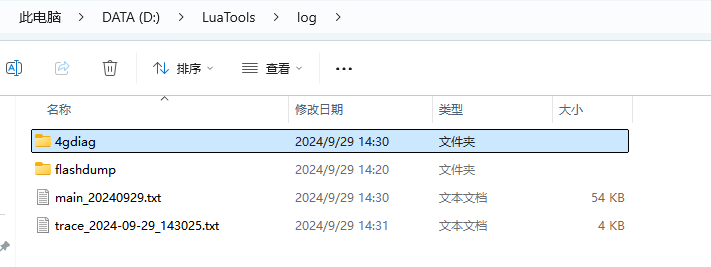 此电脑 > DATA (D:) > LuaTools > log >
排序 查看 ...
名称 修改日期 类型 大小
4gdiag 2024/9/29 14:30 文件夹
flashdump 2024/9/29 14:20 文件夹
main_20240929.txt 2024/9/29 14:30 文本文档 54 KB
trace_2024-09-29_143025.txt 2024/9/29 14:31 文本文档 4 KB